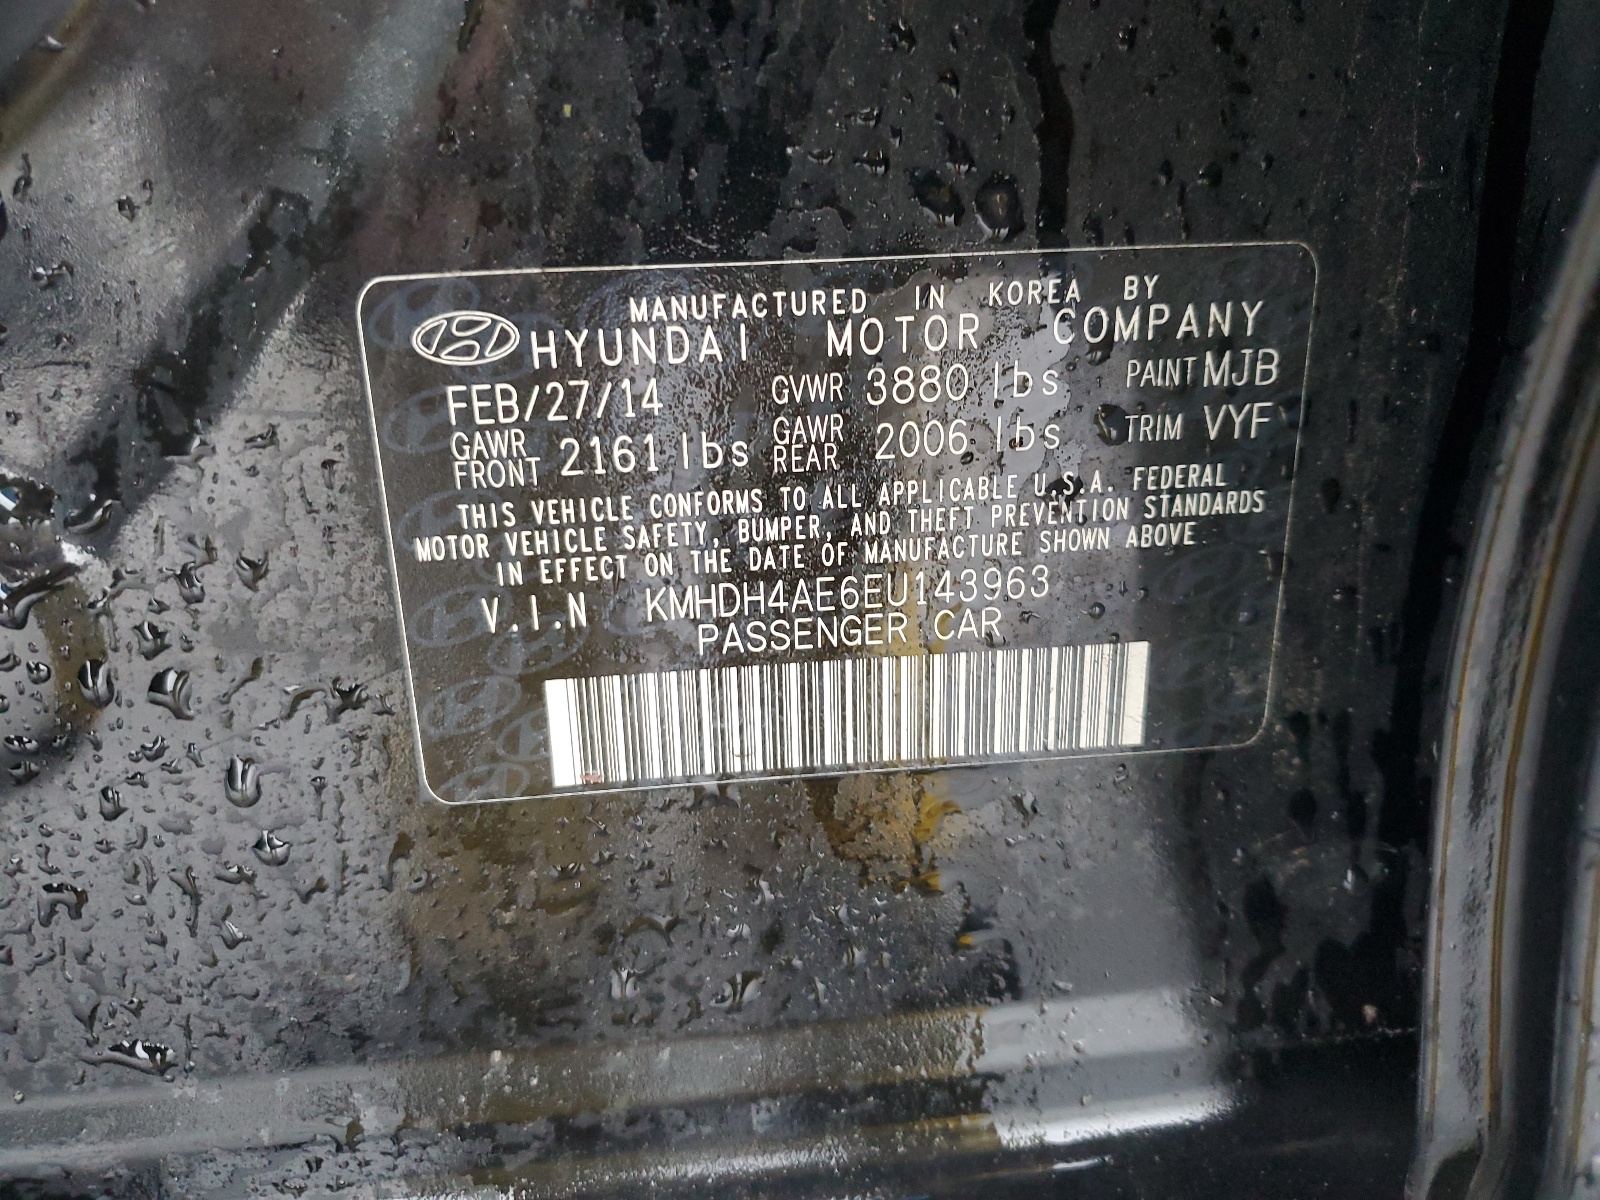 MANUFACTURED IN KOREA BY
HYUNDAI MOTOR COMPANY
FEB/27/14 GVWR 3880 lbs PAINT MJB
GAWR FRONT 2161 lbs GAWR REAR 2006 lbs TRIM VYF
THIS VEHICLE CONFORMS TO ALL APPLICABLE U.S.A. FEDERAL
MOTOR VEHICLE SAFETY, BUMPER, AND THEFT PREVENTION STANDARDS
IN EFFECT ON THE DATE OF MANUFACTURE SHOWN ABOVE.
V.I.N KMHDH4AE6EU143963
PASSENGER CAR